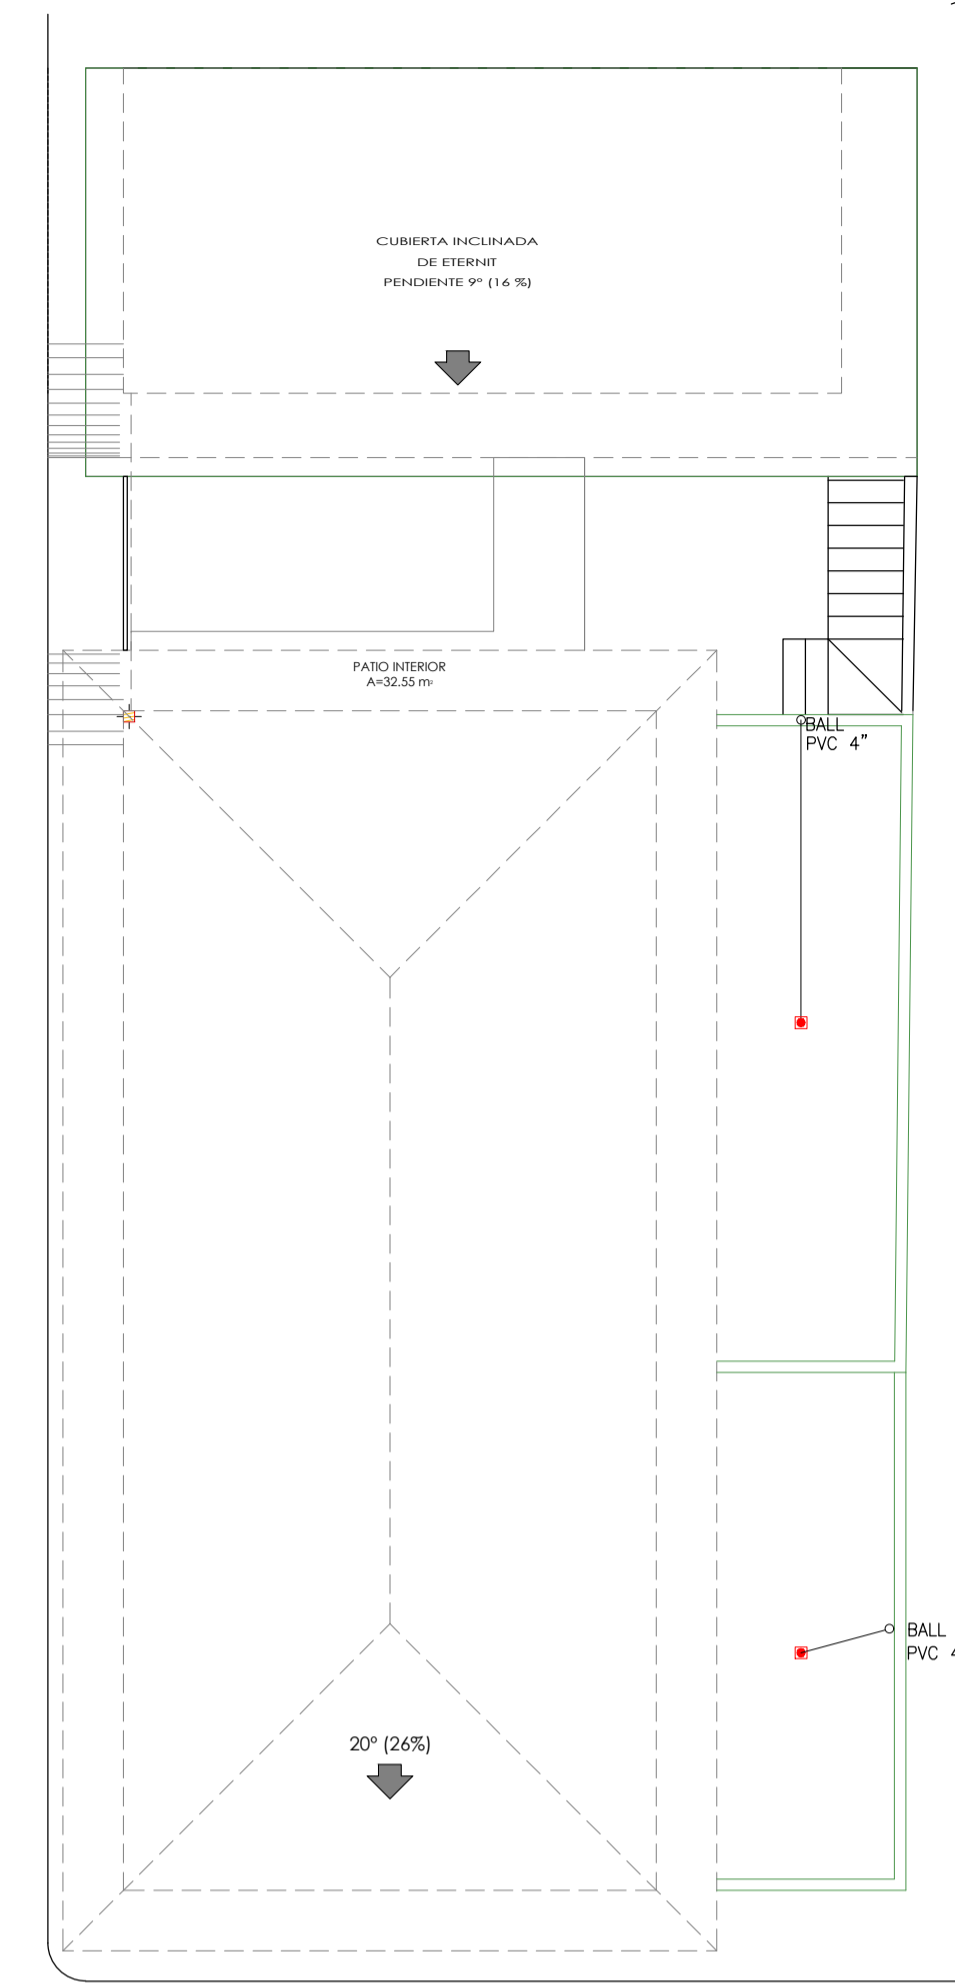 CUBIERTA INCLINADA
DE ETERNIT
PENDIENTE 9° (16 %)
PATIO INTERIOR
A=32.55 m²
BALL
PVC 4”
BALL
PVC 4
20° (26%)